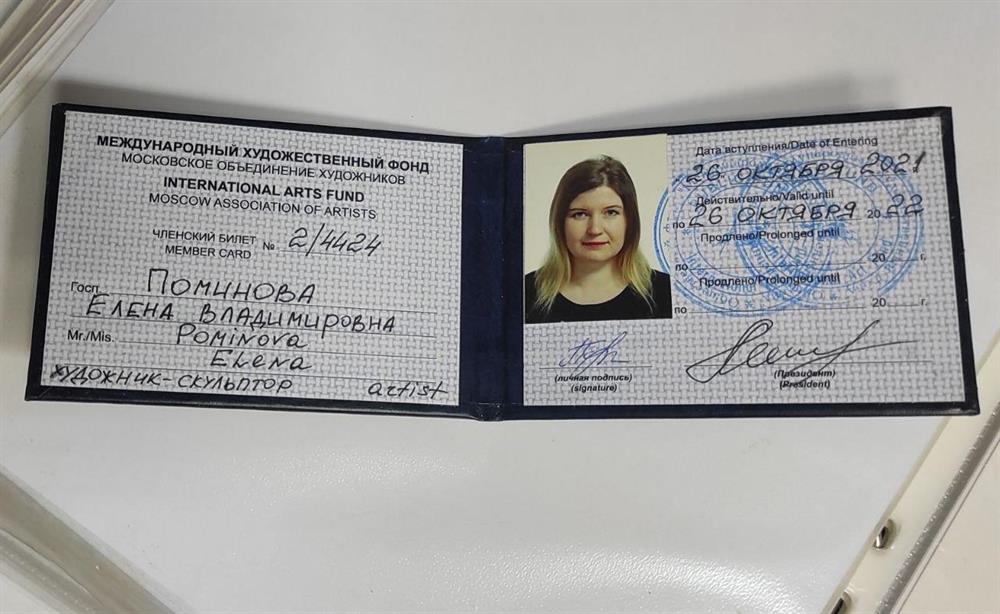 МЕЖДУНАРОДНЫЙ ХУДОЖЕСТВЕННЫЙ ФОНД
МОСКОВСКОЕ ОБЪЕДИНЕНИЕ ХУДОЖНИКОВ
INTERNATIONAL ARTS FUND
MOSCOW ASSOCIATION OF ARTISTS
ЧЛЕНСКИЙ БИЛЕТ № 2/4424
MEMBER CARD
Госп. ПОМИНОВА
ЕЛЕНА ВЛАДИМИРОВНА
Mr./Mis. Pominova
Elena
ХУДОЖНИК-СКУЛЬПТОР artist
Дата вступления/Date of Entering
26 ОКТЯБРЯ 2021
Действительно/Valid until
по 26 ОКТЯБРЯ 2022
Продлено/Prolonged until
по 20 г.
Продлено/Prolonged until
по 20 г.
(личная подпись)
(signature)
(Президент)
(President)